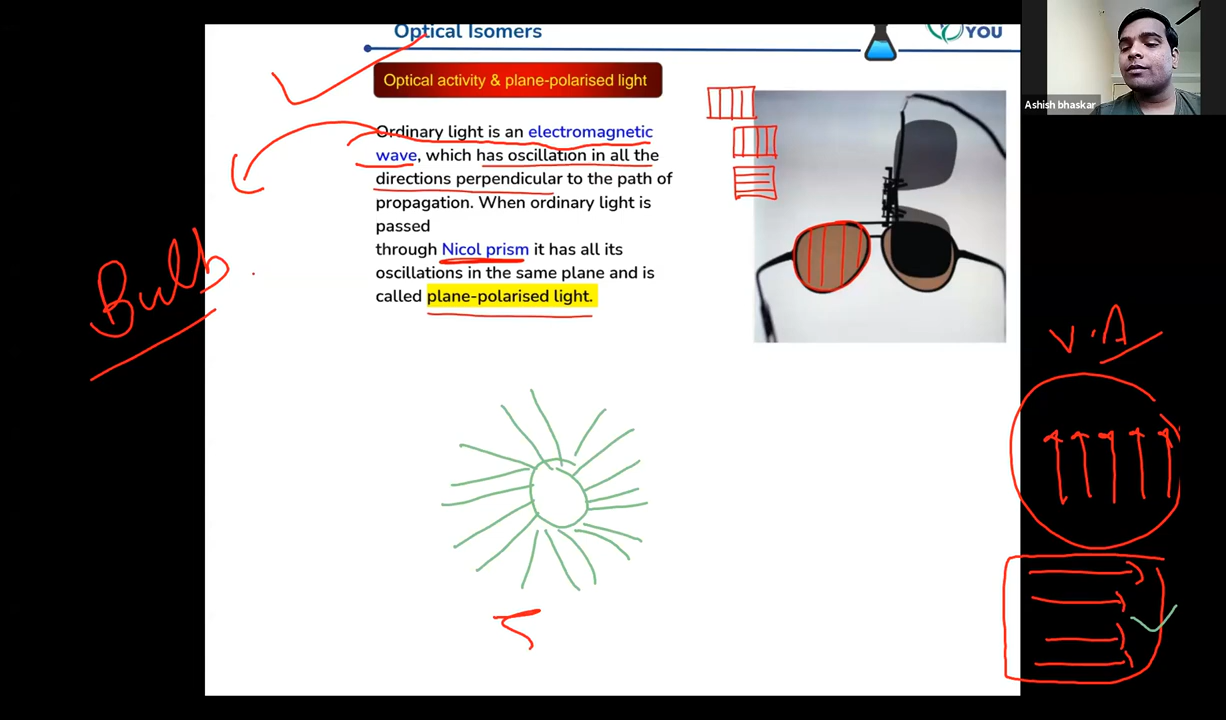 Optical Isomers
YOU
Optical activity & plane-polarised light
Ashish bhaskar
Ordinary light is an electromagnetic
wave, which has oscillation in all the
directions perpendicular to the path of
propagation. When ordinary light is
passed
through Nicol prism it has all its
oscillations in the same plane and is
called plane-polarised light.
Bulb
V.A